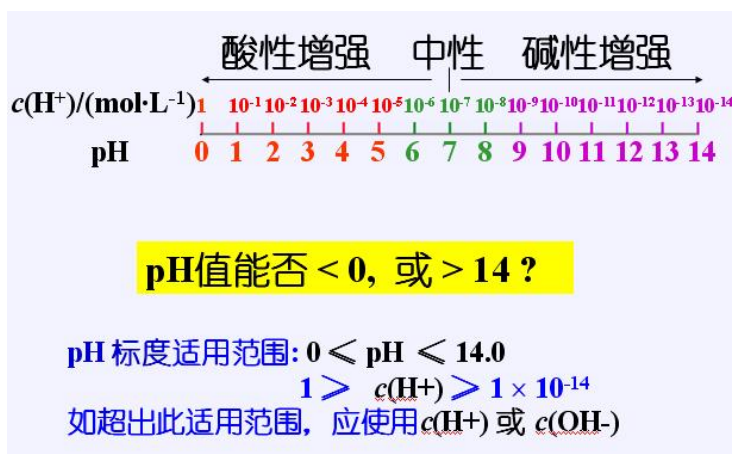 酸性增强 中性 碱性增强
c(H⁺)/(mol·L⁻¹) 1 10⁻¹ 10⁻² 10⁻³ 10⁻⁴ 10⁻⁵ 10⁻⁶ 10⁻⁷ 10⁻⁸ 10⁻⁹ 10⁻¹⁰ 10⁻¹¹ 10⁻¹² 10⁻¹³ 10⁻¹⁴
pH 0 1 2 3 4 5 6 7 8 9 10 11 12 13 14
pH值能否 < 0, 或 > 14 ?
pH 标度适用范围: 0 ⩽ pH ⩽ 14.0
1 ⩾ c(H+) ⩾ 1 × 10⁻¹⁴
如超出此适用范围, 应使用c(H+) 或 c(OH-)